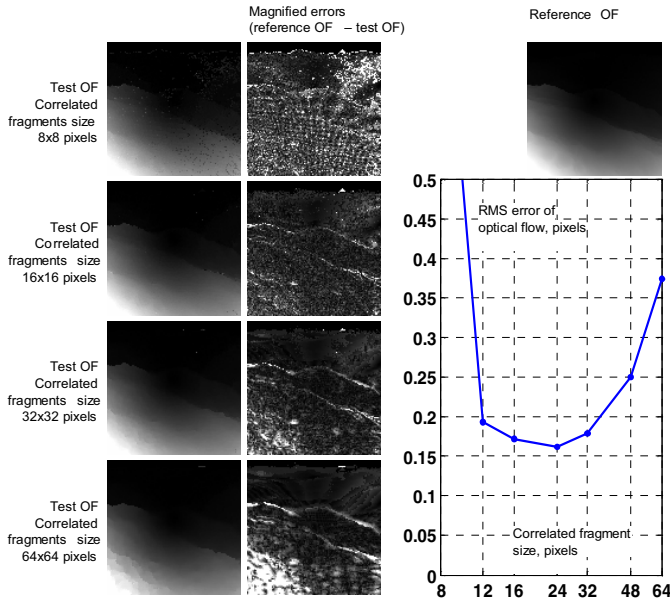 Magnified errors
(reference OF – test OF)
Reference OF
Test OF
Correlated
fragments size
8x8 pixels
Test OF
Correlated
fragments size
16x16 pixels
Test OF
Correlated
fragments size
32x32 pixels
Test OF
Correlated
fragments size
64x64 pixels
0.5
0.45
0.4
0.35
0.3
0.25
0.2
0.15
0.1
0.05
0
RMS error of
optical flow, pixels
Correlated fragment
size, pixels
8 12 16 24 32 48 64